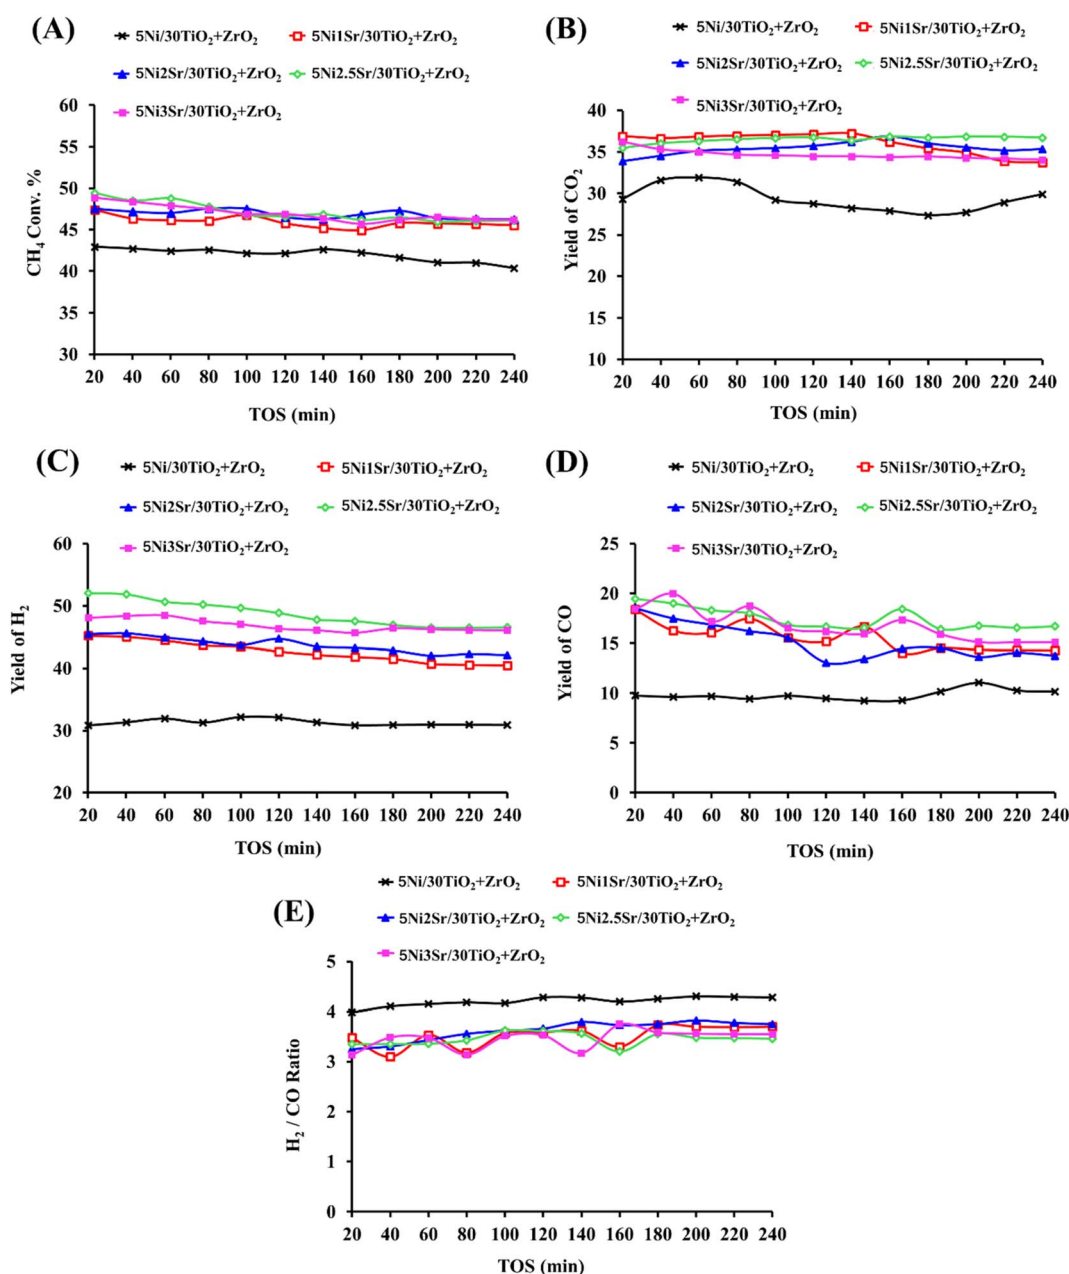 (A)
5Ni/30TiO₂+ZrO₂ 5Ni1Sr/30TiO₂+ZrO₂
5Ni2Sr/30TiO₂+ZrO₂ 5Ni2.5Sr/30TiO₂+ZrO₂
5Ni3Sr/30TiO₂+ZrO₂
CH₄ Conv. %
60
55
50
45
40
35
30
20 40 60 80 100 120 140 160 180 200 220 240
TOS (min)
(B)
5Ni/30TiO₂+ZrO₂ 5Ni1Sr/30TiO₂+ZrO₂
5Ni2Sr/30TiO₂+ZrO₂ 5Ni2.5Sr/30TiO₂+ZrO₂
5Ni3Sr/30TiO₂+ZrO₂
Yield of CO₂
40
35
30
25
20
15
10
20 40 60 80 100 120 140 160 180 200 220 240
TOS (min)
(C)
5Ni/30TiO₂+ZrO₂ 5Ni1Sr/30TiO₂+ZrO₂
5Ni2Sr/30TiO₂+ZrO₂ 5Ni2.5Sr/30TiO₂+ZrO₂
5Ni3Sr/30TiO₂+ZrO₂
Yield of H₂
60
50
40
30
20
20 40 60 80 100 120 140 160 180 200 220 240
TOS (min)
(D)
5Ni/30TiO₂+ZrO₂ 5Ni1Sr/30TiO₂+ZrO₂
5Ni2Sr/30TiO₂+ZrO₂ 5Ni2.5Sr/30TiO₂+ZrO₂
5Ni3Sr/30TiO₂+ZrO₂
Yield of CO
25
20
15
10
5
0
20 40 60 80 100 120 140 160 180 200 220 240
TOS (min)
(E)
5Ni/30TiO₂+ZrO₂ 5Ni1Sr/30TiO₂+ZrO₂
5Ni2Sr/30TiO₂+ZrO₂ 5Ni2.5Sr/30TiO₂+ZrO₂
5Ni3Sr/30TiO₂+ZrO₂
H₂ / CO Ratio
5
4
3
2
1
0
20 40 60 80 100 120 140 160 180 200 220 240
TOS (min)